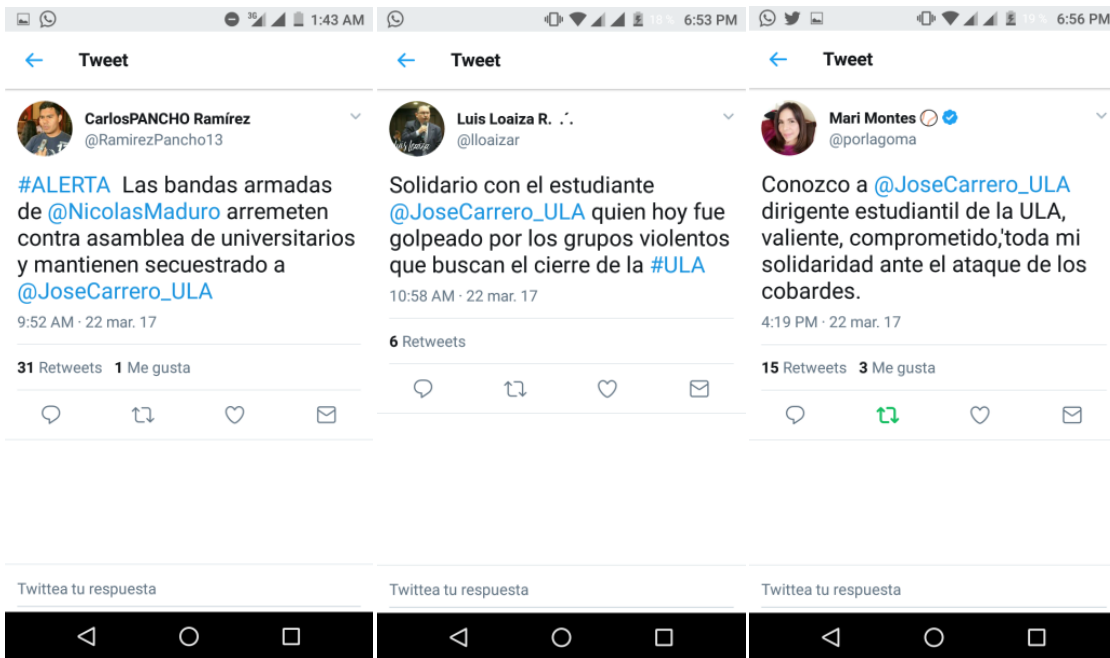 1:43 AM
Tweet
CarlosPANCHO Ramírez
@RamirezPancho13
#ALERTA Las bandas armadas
de @NicolasMaduro arremeten
contra asamblea de universitarios
y mantienen secuestrado a
@JoseCarrero_ULA
9:52 AM · 22 mar. 17
31 Retweets 1 Me gusta
Twittea tu respuesta
18% 6:53 PM
Tweet
Luis Loaiza R. .·´.
@lloaizar
Solidario con el estudiante
@JoseCarrero_ULA quien hoy fue
golpeado por los grupos violentos
que buscan el cierre de la #ULA
10:58 AM · 22 mar. 17
6 Retweets
Twittea tu respuesta
19% 6:56 PM
Tweet
Mari Montes
@porlagoma
Conozco a @JoseCarrero_ULA
dirigente estudiantil de la ULA,
valiente, comprometido,'toda mi
solidaridad ante el ataque de los
cobardes.
4:19 PM · 22 mar. 17
15 Retweets 3 Me gusta
Twittea tu respuesta